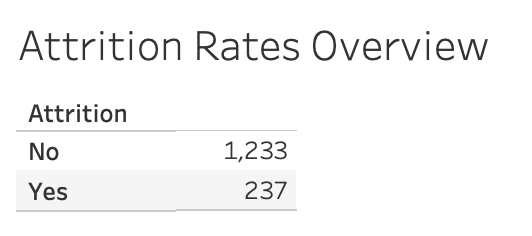 Attrition Rates Overview
Attrition
No 1,233
Yes 237